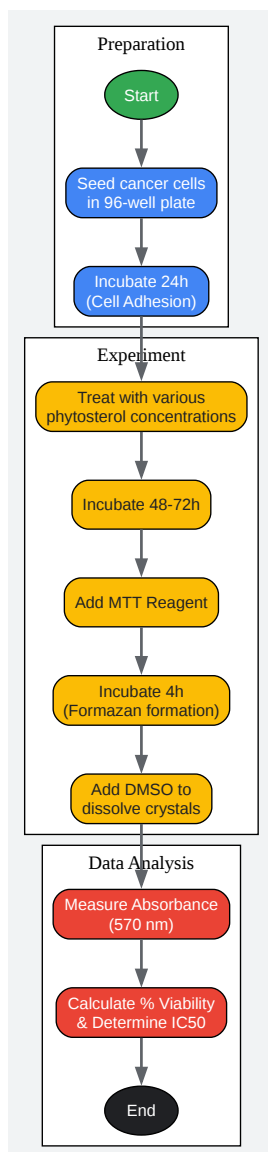 Preparation
Start
Seed cancer cells
in 96-well plate
Incubate 24h
(Cell Adhesion)
Experiment
Treat with various
phytosterol concentrations
Incubate 48-72h
Add MTT Reagent
Incubate 4h
(Formazan formation)
Add DMSO to
dissolve crystals
Data Analysis
Measure Absorbance
(570 nm)
Calculate % Viability
& Determine IC50
End